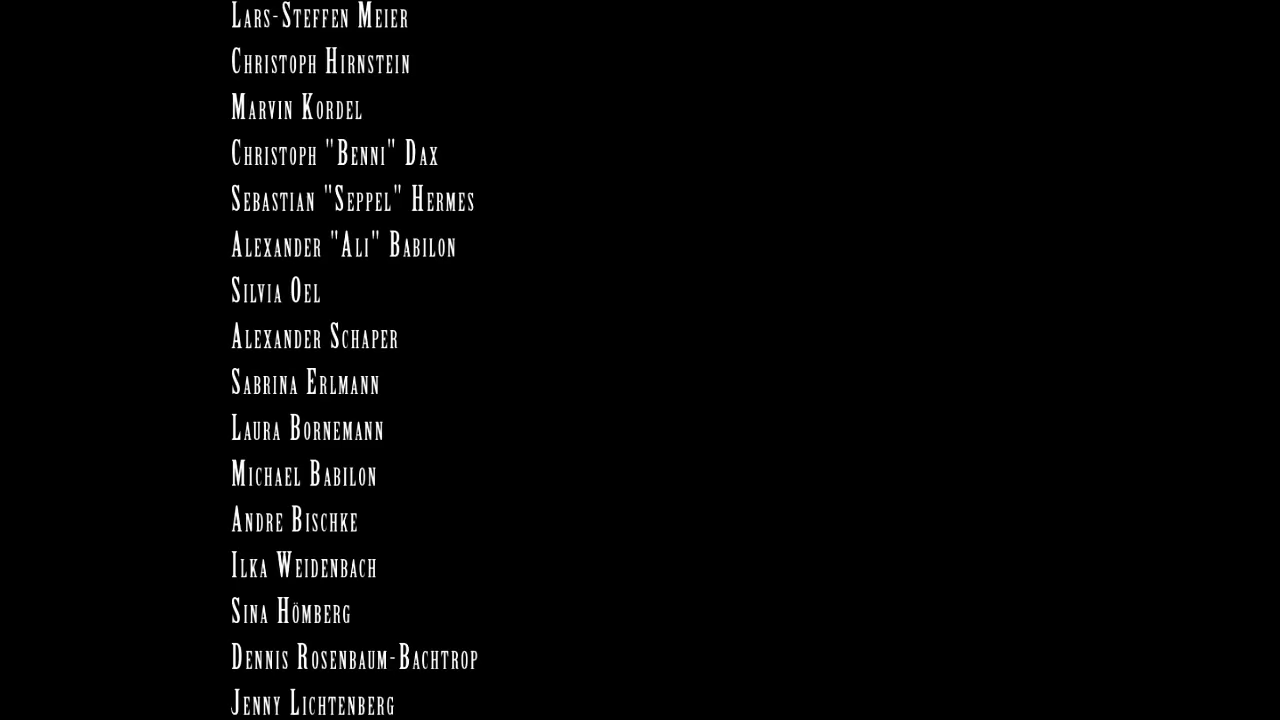 Lars-Steffen Meier
Christoph Hirnstein
Marvin Kordel
Christoph "Benni" Dax
Sebastian "Seppel" Hermes
Alexander "Ali" Babilon
Silvia Oel
Alexander Schaper
Sabrina Erlmann
Laura Bornemann
Michael Babilon
Andre Bischke
Ilka Weidenbach
Sina Hömberg
Dennis Rosenbaum-Bachtrop
Jenny Lichtenberg